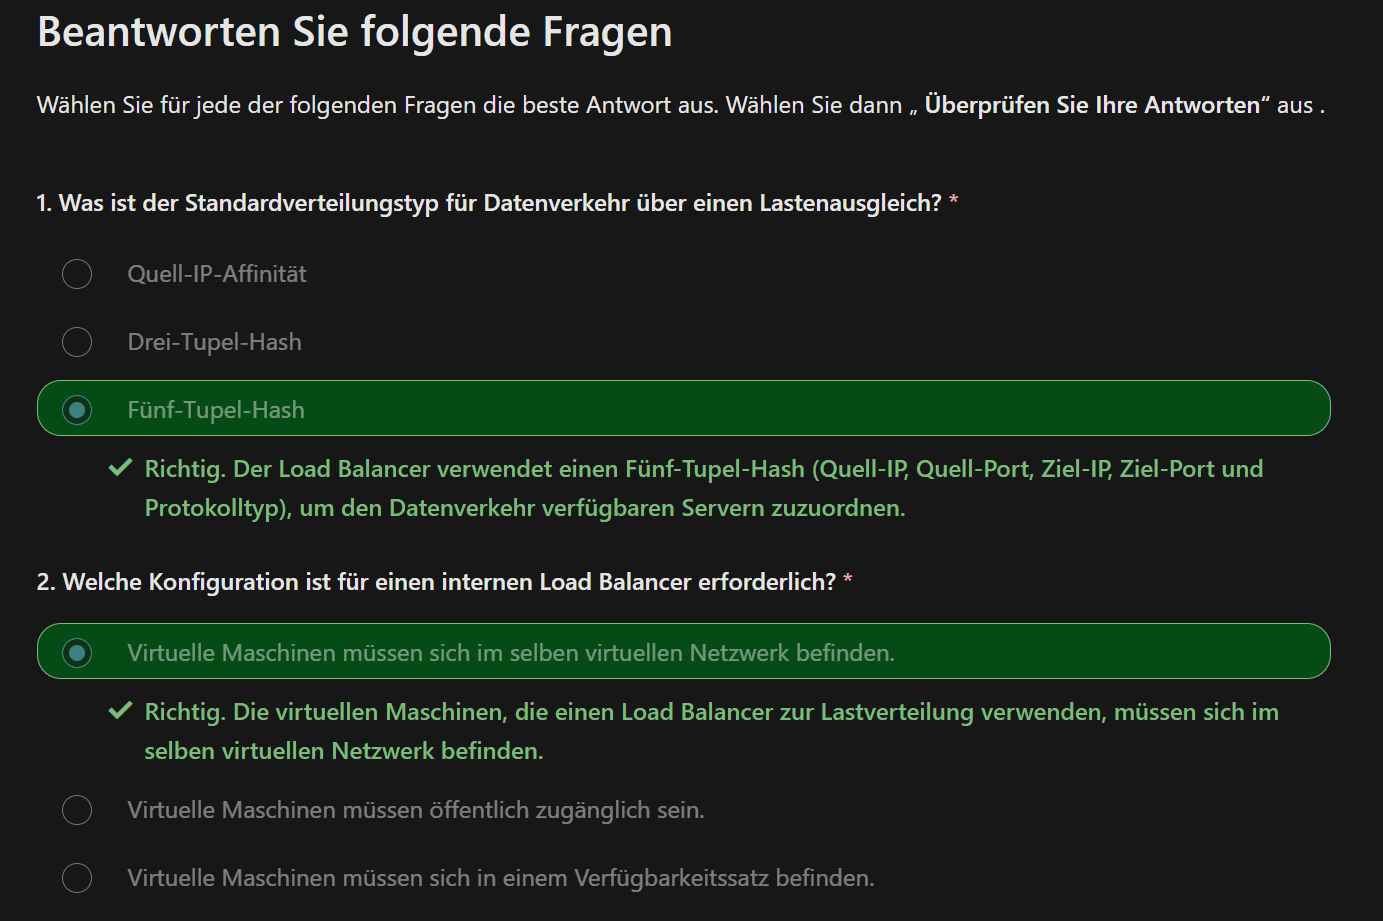 Beantworten Sie folgende Fragen
Wählen Sie für jede der folgenden Fragen die beste Antwort aus. Wählen Sie dann „ Überprüfen Sie Ihre Antworten“ aus .
1. Was ist der Standardverteilungstyp für Datenverkehr über einen Lastenausgleich? *
Quell-IP-Affinität
Drei-Tupel-Hash
Fünf-Tupel-Hash
Richtig. Der Load Balancer verwendet einen Fünf-Tupel-Hash (Quell-IP, Quell-Port, Ziel-IP, Ziel-Port und
Protokolltyp), um den Datenverkehr verfügbaren Servern zuzuordnen.
2. Welche Konfiguration ist für einen internen Load Balancer erforderlich? *
Virtuelle Maschinen müssen sich im selben virtuellen Netzwerk befinden.
Richtig. Die virtuellen Maschinen, die einen Load Balancer zur Lastverteilung verwenden, müssen sich im
selben virtuellen Netzwerk befinden.
Virtuelle Maschinen müssen öffentlich zugänglich sein.
Virtuelle Maschinen müssen sich in einem Verfügbarkeitssatz befinden.